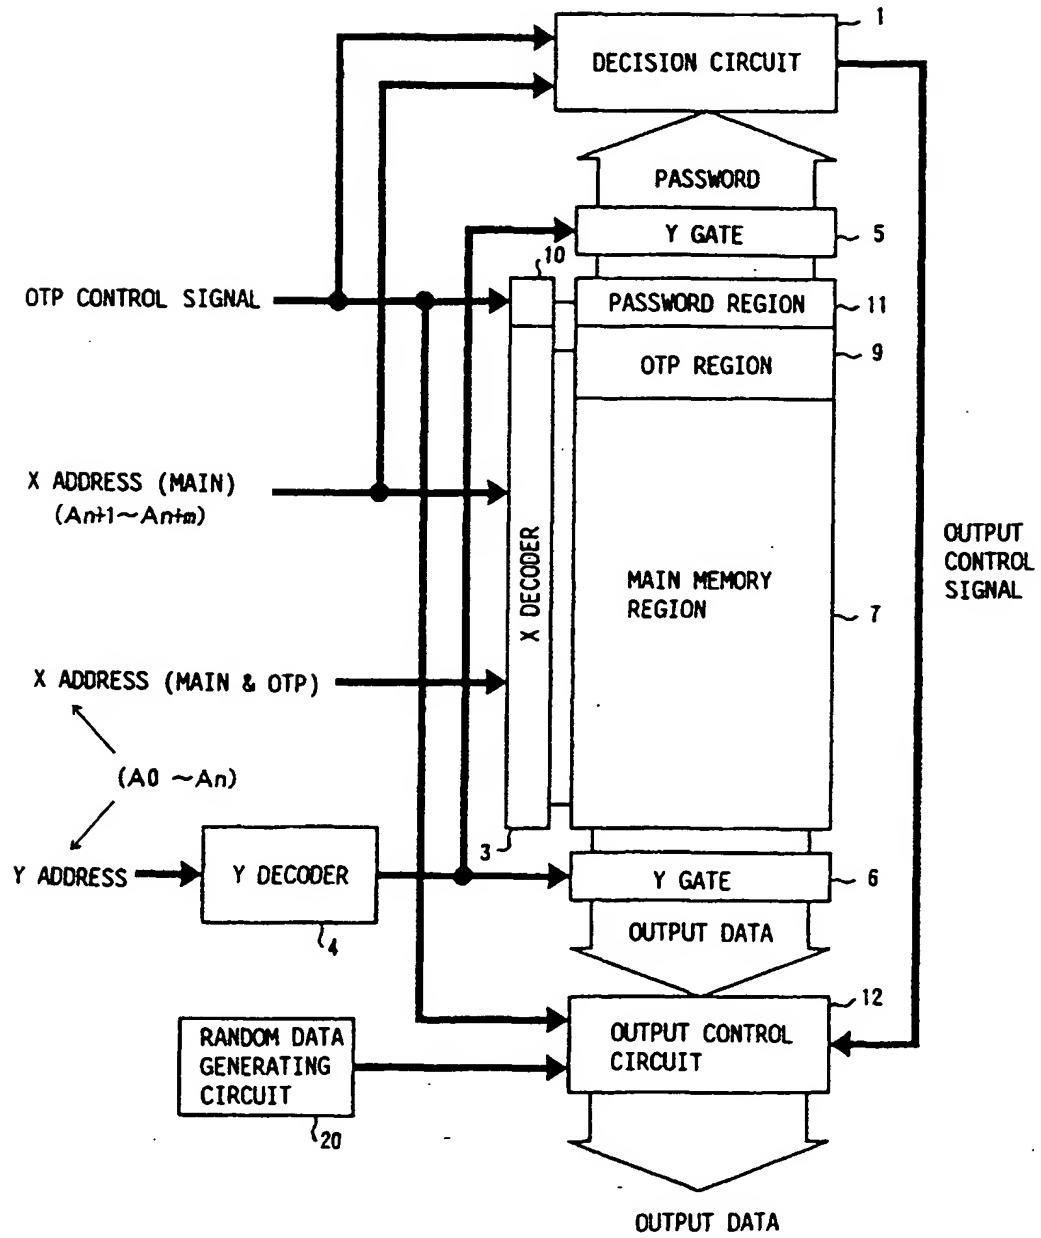 1
DECISION CIRCUIT
PASSWORD
Y GATE
5
10
OTP CONTROL SIGNAL
PASSWORD REGION
11
OTP REGION
9
X ADDRESS (MAIN)
(An+1~An+m)
X DECODER
OUTPUT
CONTROL
SIGNAL
MAIN MEMORY
REGION
7
X ADDRESS (MAIN & OTP)
(A0 ~An)
3
Y ADDRESS
Y DECODER
4
Y GATE
6
OUTPUT DATA
12
OUTPUT CONTROL
CIRCUIT
RANDOM DATA
GENERATING
CIRCUIT
20
OUTPUT DATA